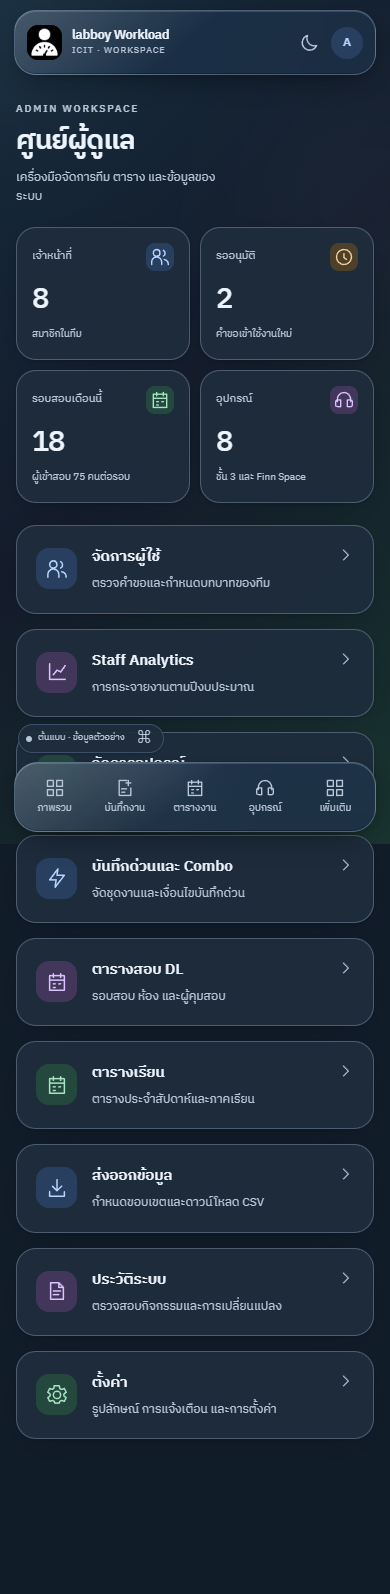 labboy Workload
ICIT · WORKSPACE
A
ADMIN WORKSPACE
ศูนย์ผู้ดูแล
เครื่องมือจัดการทีม ตาราง และข้อมูลของ
ระบบ
เจ้าหน้าที่
8
สมาชิกในทีม
รออนุมัติ
2
คำขอเข้าใช้งานใหม่
รอบสอบเดือนนี้
18
ผู้เข้าสอบ 75 คนต่อรอบ
อุปกรณ์
8
ชั้น 3 และ Finn Space
จัดการผู้ใช้
ตรวจคำขอและกำหนดบทบาทของทีม
Staff Analytics
การกระจายงานตามปีงบประมาณ
ต้นแบบ · ข้อมูลตัวอย่าง
ภาพรวม
บันทึกงาน
ตารางงาน
อุปกรณ์
เพิ่มเติม
บันทึกด่วนและ Combo
จัดชุดงานและเงื่อนไขบันทึกด่วน
ตารางสอบ DL
รอบสอบ ห้อง และผู้คุมสอบ
ตารางเรียน
ตารางประจำสัปดาห์และภาคเรียน
ส่งออกข้อมูล
กำหนดขอบเขตและดาวน์โหลด CSV
ประวัติระบบ
ตรวจสอบกิจกรรมและการเปลี่ยนแปลง
ตั้งค่า
รูปลักษณ์ การแจ้งเตือน และการตั้งค่า